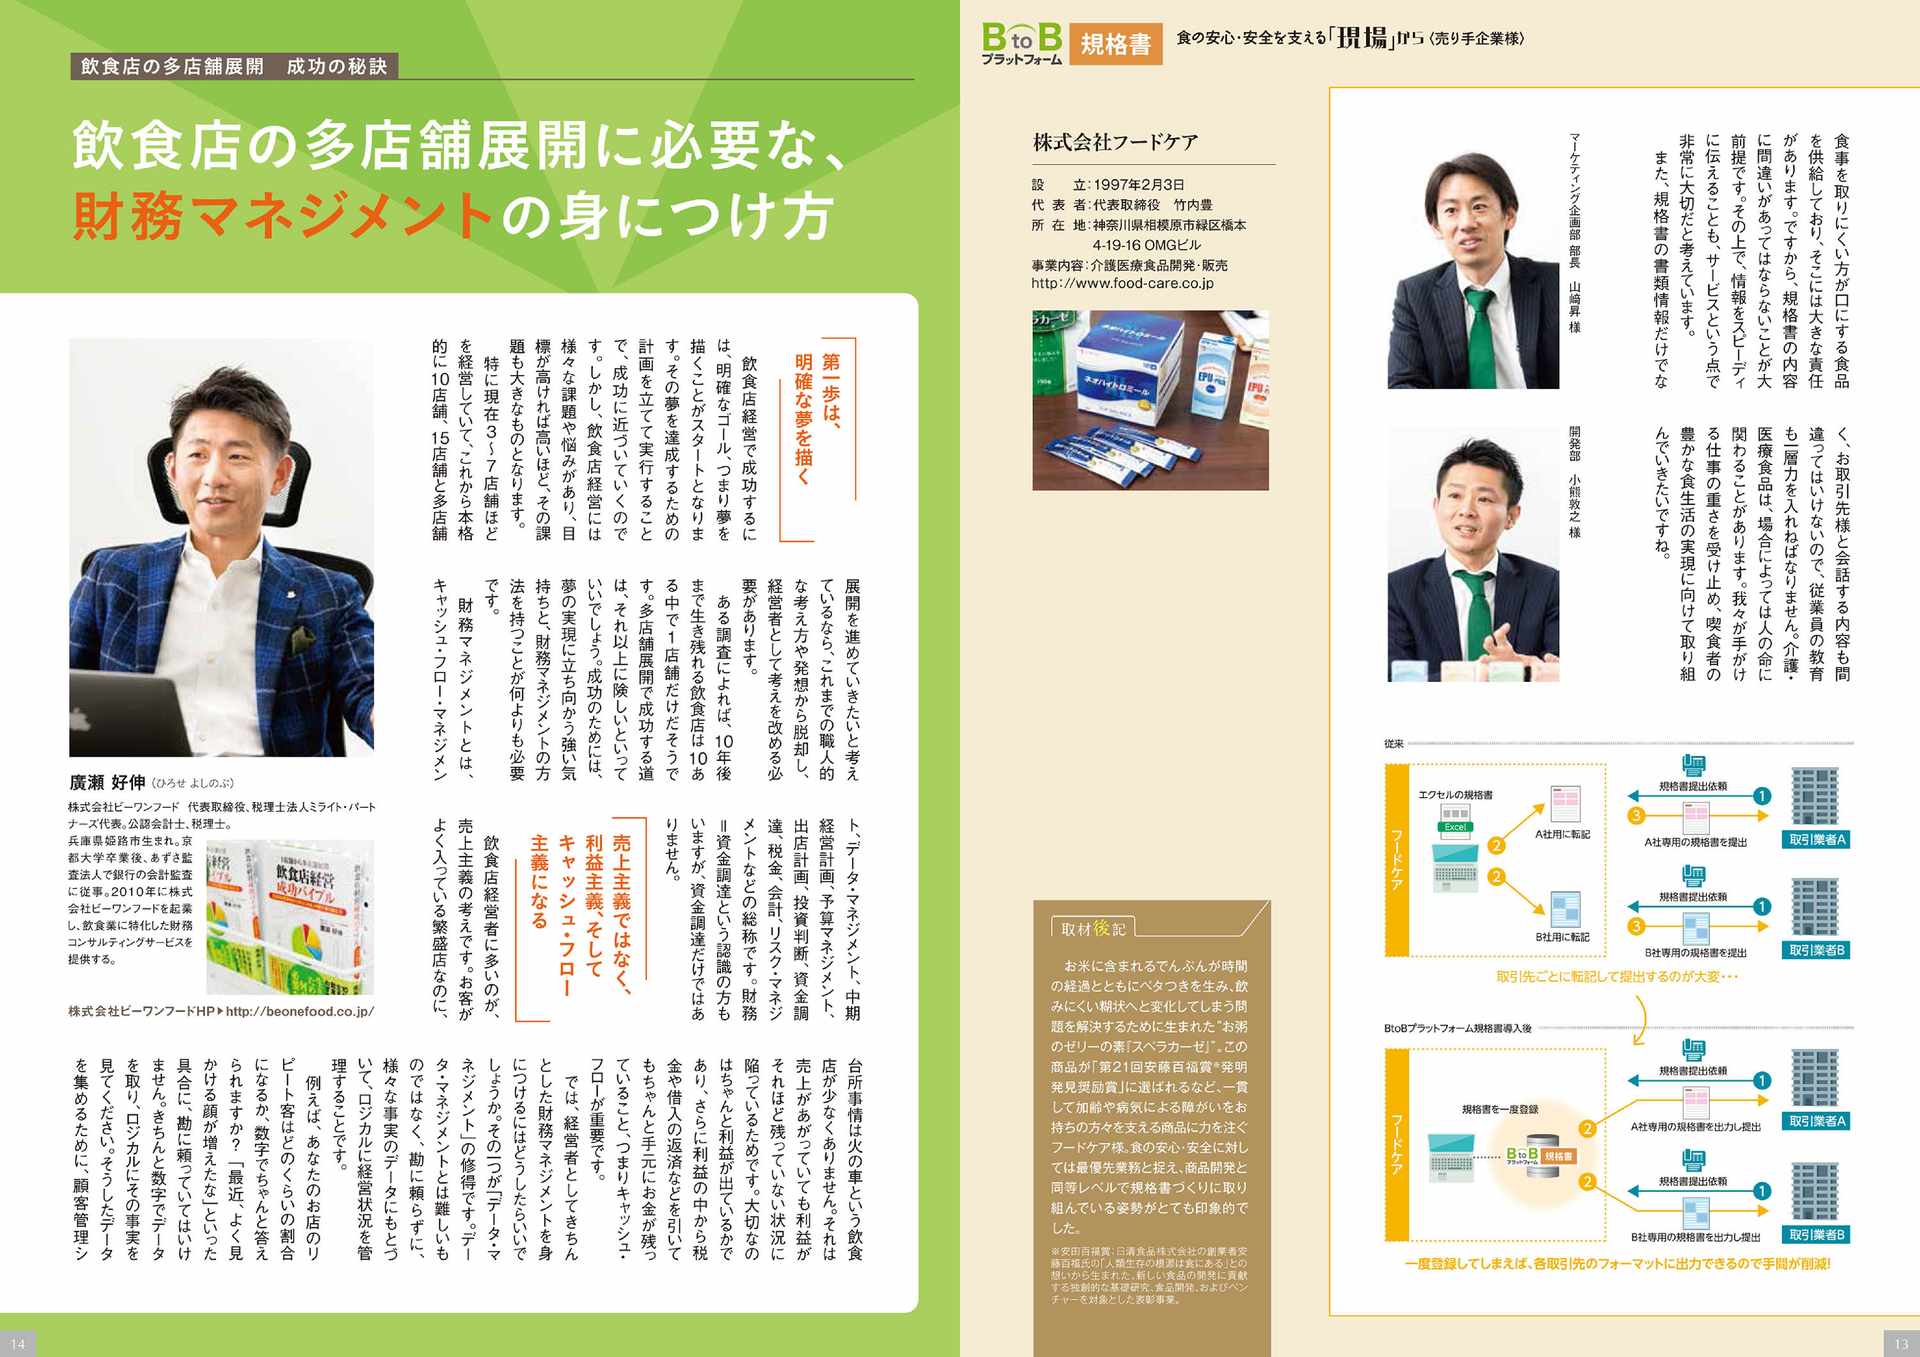 BtoB
プラットフォーム
規格書
食の安心・安全を支える「現場」から〈売り手企業様〉
食事を取りにくい方が口にする食品
を供給しており、そこには大きな責任
があります。ですから、規格書の内容
に間違いがあってはならないことが大
前提です。その上で、情報をスピーディ
に伝えることも、サービスという点で
非常に大切だと考えています。
また、規格書の書類情報だけでな
く、お取引先様と会話する内容も間
違ってはいけないので、従業員の教育
も一層力を入れねばなりません。介護・
医療食品は、場合によっては人の命に
関わることがあります。我々が手がけ
る仕事の重さを受け止め、喫食者の
豊かな食生活の実現に向けて取り組
んでいきたいですね。
マーケティング企画部 部長 山﨑昇 様
開発部 小熊敦之 様
株式会社フードケア
設 立:1997年2月3日
代 表 者:代表取締役 竹内豊
所 在 地:神奈川県相模原市緑区橋本
4-19-16 OMGビル
事業内容:介護医療食品開発・販売
http://www.food-care.co.jp
ネオハイトロミール
従来
フードケア
エクセルの規格書
Excel
2
2
A社用に転記
B社用に転記
規格書提出依頼
1
3
A社専用の規格書を提出
取引業者A
規格書提出依頼
1
3
B社専用の規格書を提出
取引業者B
取引先ごとに転記して提出するのが大変・・・
BtoBプラットフォーム規格書導入後
フードケア
規格書を一度登録
BtoB
プラットフォーム
規格書
2
2
規格書提出依頼
1
A社専用の規格書を出力し提出
取引業者A
規格書提出依頼
1
B社専用の規格書を出力し提出
取引業者B
一度登録してしまえば、各取引先のフォーマットに出力できるので手間が削減!
取材後記
お米に含まれるでんぷんが時間
の経過とともにベタつきを生み、飲
みにくい糊状へと変化してしまう問
題を解決するために生まれた“お粥
のゼリーの素『スベラカーゼ』”。この
商品が「第21回安藤百福賞※発明
発見奨励賞」に選ばれるなど、一貫
して加齢や病気による障がいをお
持ちの方々を支える商品に力を注ぐ
フードケア様。食の安心・安全に対し
ては最優先業務と捉え、商品開発と
同等レベルで規格書づくりに取り
組んでいる姿勢がとても印象的で
した。
※安田百福賞:日清食品株式会社の創業者安
藤百福氏の「人類生存の根源は食にある」との
想いから生まれた、新しい食品の開発に貢献
する独創的な基礎研究、食品開発、およびベン
チャーを対象とした表彰事業。
13
飲食店の多店舗展開 成功の秘訣
飲食店の多店舗展開に必要な、
財務マネジメントの身につけ方
第一歩は、
明確な夢を描く
飲食店経営で成功するに
は、明確なゴール、つまり夢を
描くことがスタートとなりま
す。その夢を達成するための
計画を立てて実行すること
で、成功に近づいていくので
す。しかし、飲食店経営には
様々な課題や悩みがあり、目
標が高ければ高いほど、その課
題も大きなものとなります。
特に現在3〜7店舗ほど
を経営していて、これから本格
的に10店舗、15店舗と多店舗
展開を進めていきたいと考え
ているなら、これまでの職人的
な考え方や発想から脱却し、
経営者として考えを改める必
要があります。
ある調査によれば、10年後
まで生き残れる飲食店は10あ
る中で1店舗だけだそうで
す。多店舗展開で成功する道
は、それ以上に険しいといって
いいでしょう。成功のためには、
夢の実現に立ち向かう強い気
持ちと、財務マネジメントの方
法を持つことが何よりも必要
です。
財務マネジメントとは、
キャッシュ・フロー・マネジメン
ト、データ・マネジメント、中期
経営計画、予算マネジメント、
出店計画、投資判断、資金調
達、税金、会計、リスク・マネジ
メントなどの総称です。財務
＝資金調達という認識の方も
いますが、資金調達だけではあ
りません。
売上主義ではなく、
利益主義、そして
キャッシュ・フロー
主義になる
飲食店経営者に多いのが、
売上主義の考えです。お客が
よく入っている繁盛店なのに、
台所事情は火の車という飲食
店が少なくありません。それは
売上があがっていても利益が
それほど残っていない状況に
陥っているためです。大切なの
はちゃんと利益が出ているかで
あり、さらに利益の中から税
金や借入の返済などを引いて
もちゃんと手元にお金が残っ
ていること、つまりキャッシュ・
フローが重要です。
では、経営者としてきちん
とした財務マネジメントを身
につけるにはどうしたらいいで
しょうか。その一つが「データ・マ
ネジメント」の修得です。デー
タ・マネジメントとは難しいも
のではなく、勘に頼らずに、
様々な事実のデータにもとづ
いて、ロジカルに経営状況を管
理することです。
例えば、あなたのお店のリ
ピート客はどのくらいの割合
になるか、数字でちゃんと答え
られますか?「最近、よく見
かける顔が増えたな」といった
具合に、勘に頼っていてはいけ
ません。きちんと数字でデータ
を取り、ロジカルにその事実を
見てください。そうしたデータ
を集めるために、顧客管理シ
廣瀬 好伸(ひろせ よしのぶ)
株式会社ビーワンフード 代表取締役、税理士法人ミライト・パート
ナーズ代表。公認会計士、税理士。
兵庫県姫路市生まれ。京
都大学卒業後、あずさ監
査法人で銀行の会計監査
に従事。2010年に株式
会社ビーワンフードを起業
し、飲食業に特化した財務
コンサルティングサービスを
提供する。
飲食店経営
成功バイブル
株式会社ビーワンフードHP▶http://beonefood.co.jp/
14